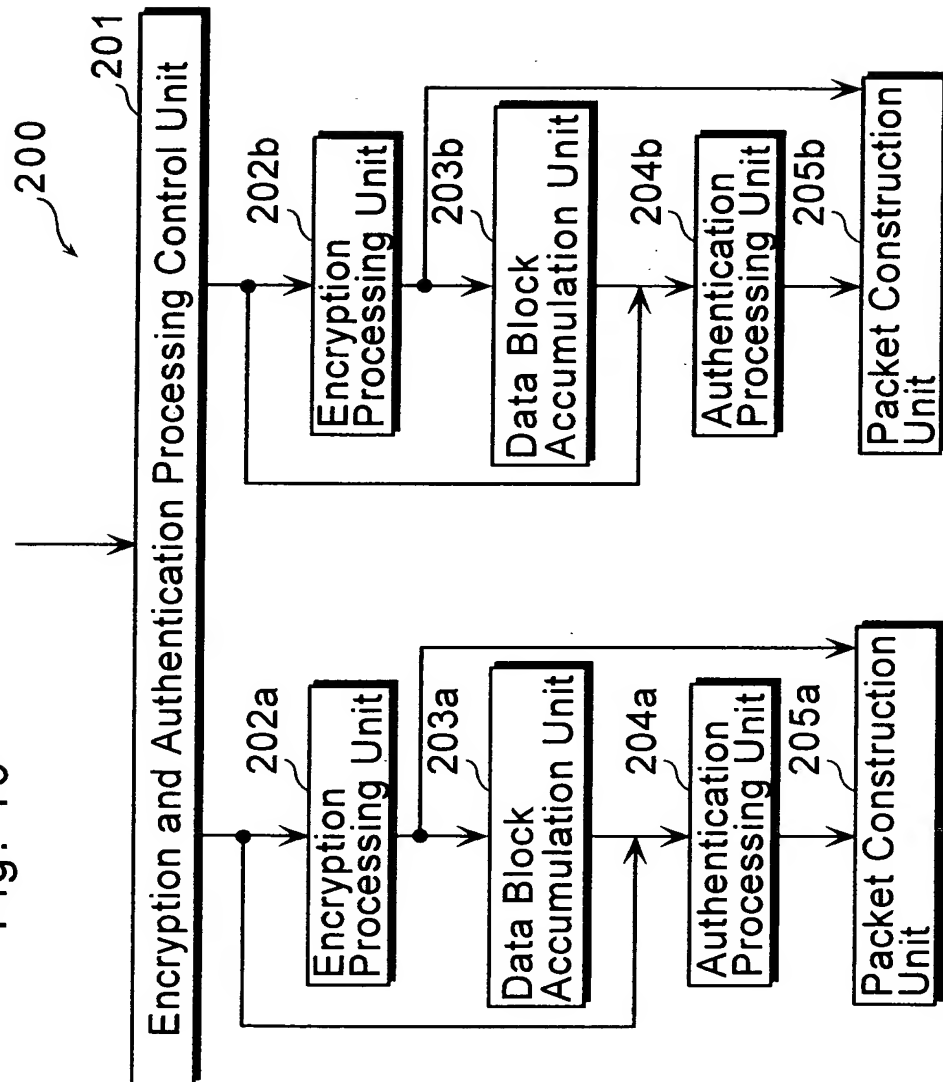 200
201
Encryption and Authentication Processing Control Unit
202a
Encryption
Processing Unit
203a
Data Block
Accumulation Unit
204a
Authentication
Processing Unit
205a
Packet Construction
Unit
202b
Encryption
Processing Unit
203b
Data Block
Accumulation Unit
204b
Authentication
Processing Unit
205b
Packet Construction
Unit